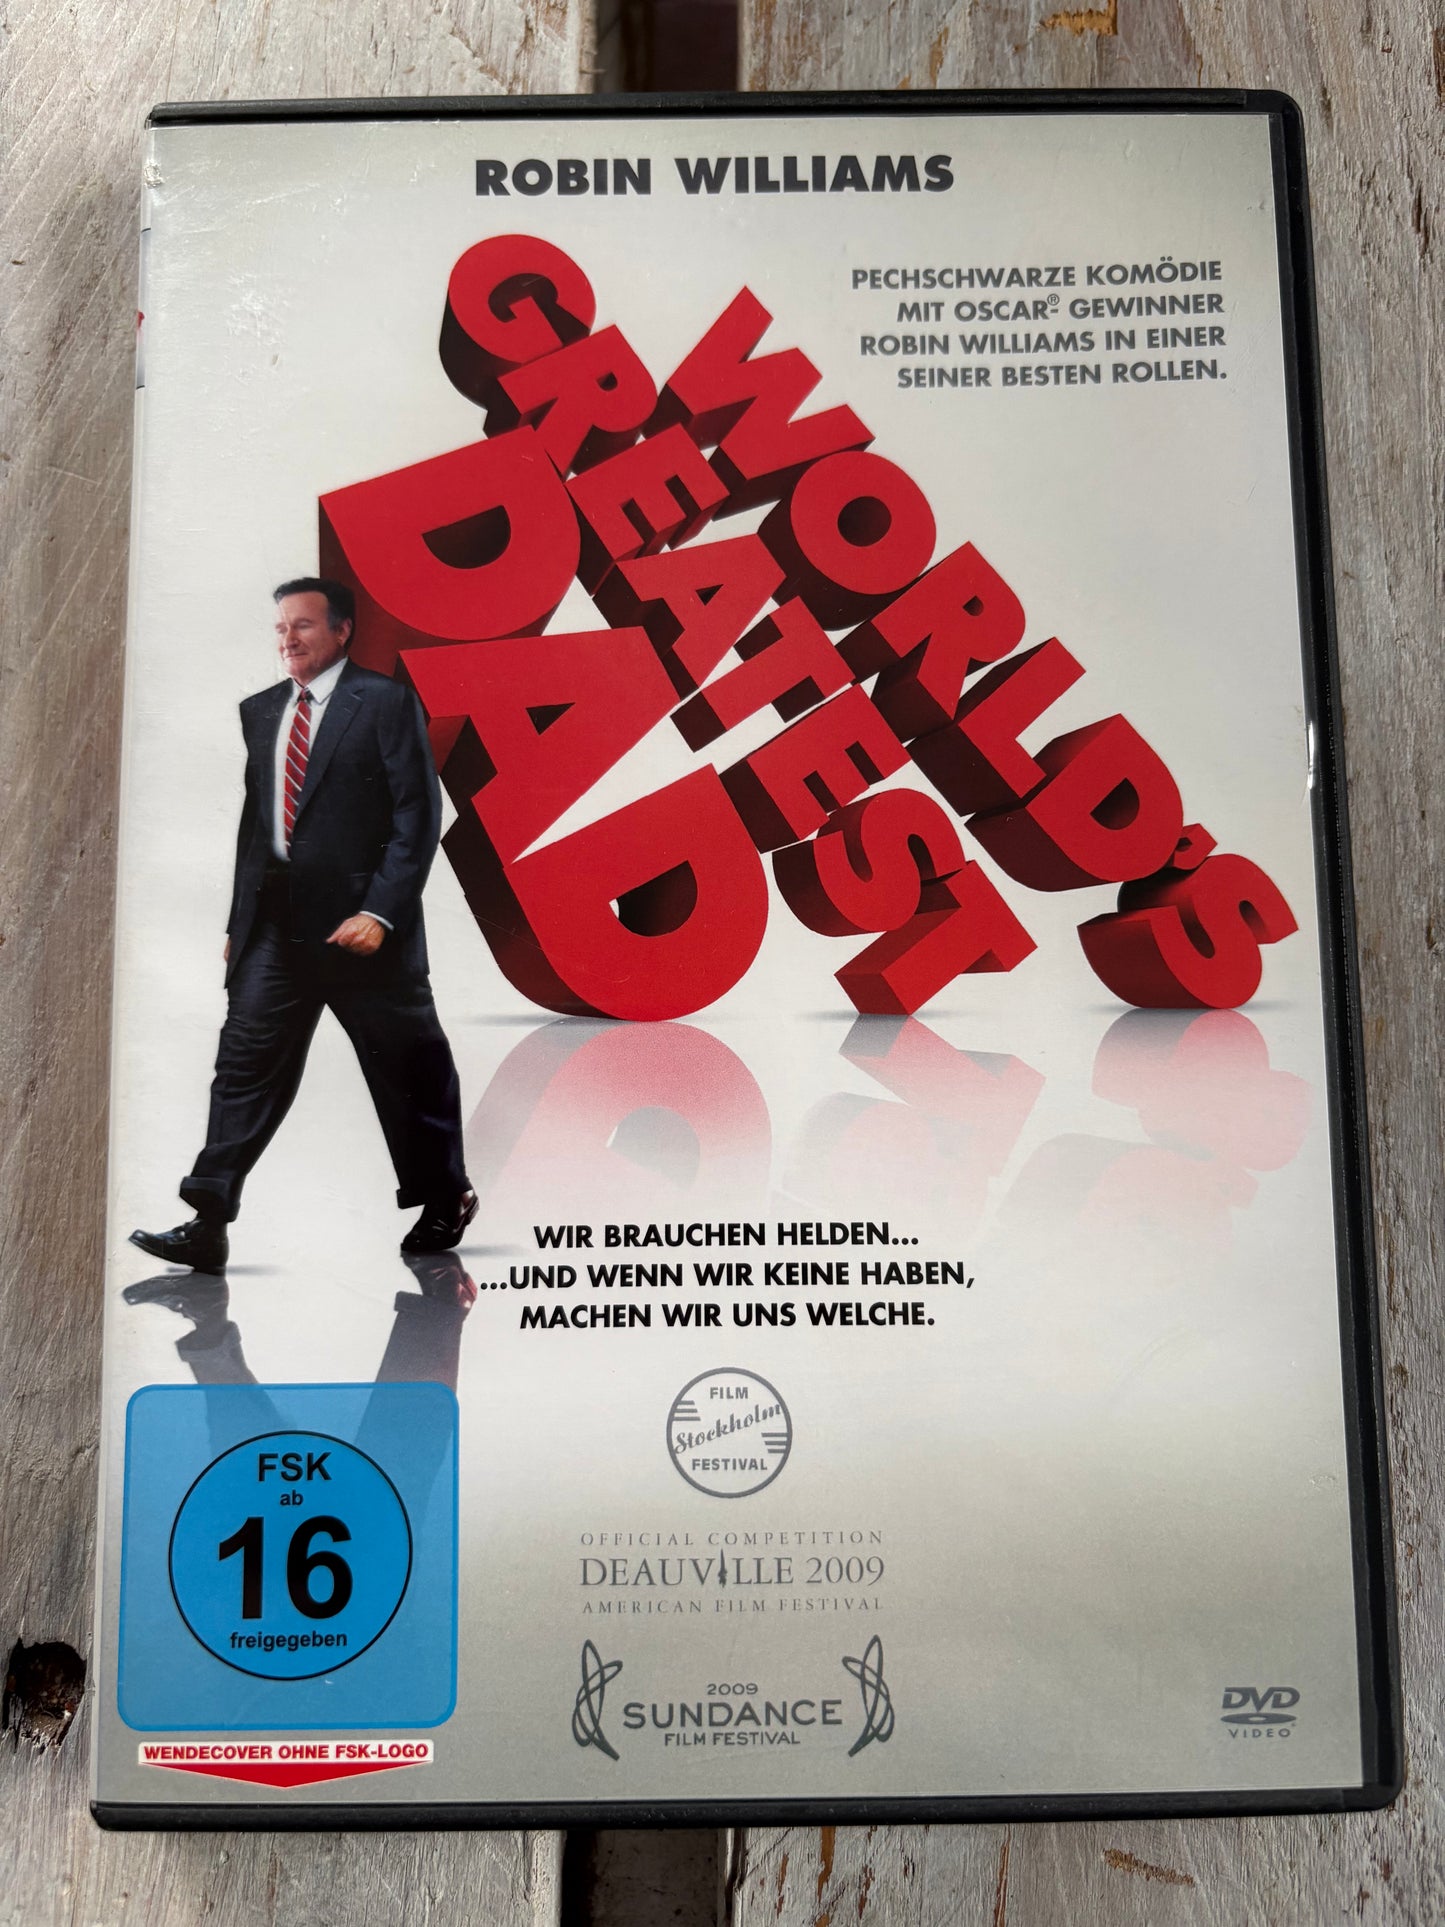 ROBIN WILLIAMS
PECHSCHWARZE KOMÖDIE
MIT OSCAR®- GEWINNER
ROBIN WILLIAMS IN EINER
SEINER BESTEN ROLLEN.
WORLD'S
GREATEST
DAD
WIR BRAUCHEN HELDEN...
...UND WENN WIR KEINE HABEN,
MACHEN WIR UNS WELCHE.
FILM
Stockholm
FESTIVAL
OFFICIAL COMPETITION
DEAUVILLE 2009
AMERICAN FILM FESTIVAL
2009
SUNDANCE
FILM FESTIVAL
FSK
ab
16
freigegeben
WENDECOVER OHNE FSK-LOGO
DVD
VIDEO